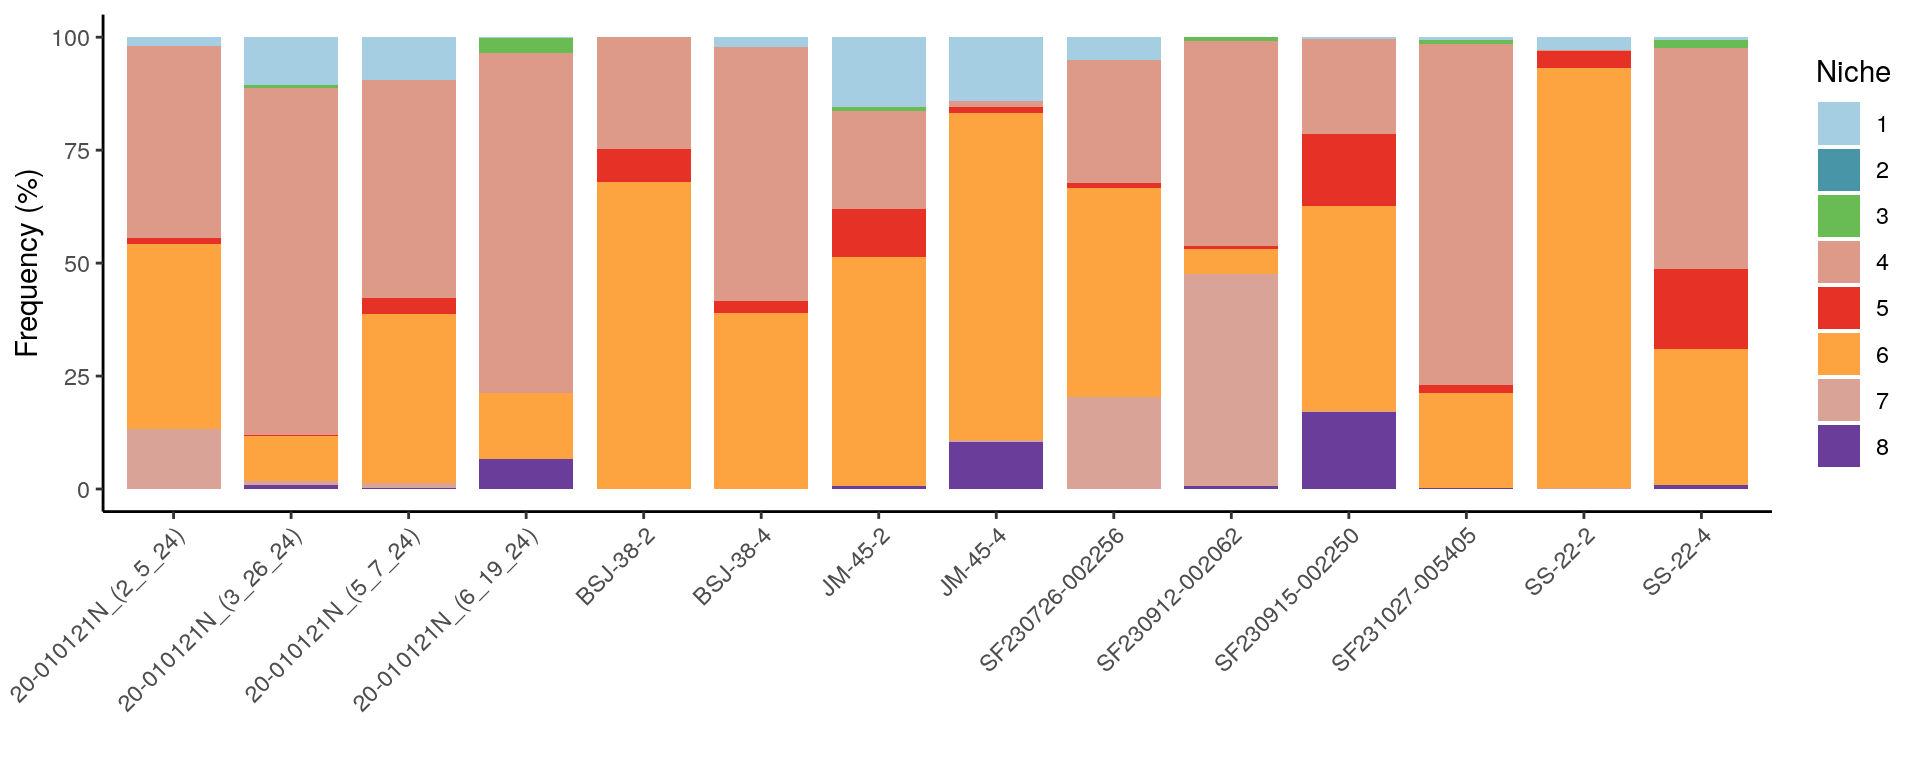 Frequency (%)
100
75
50
25
0
20-010121N_(2_5_24)
20-010121N_(3_26_24)
20-010121N_(5_7_24)
20-010121N_(6_19_24)
BSJ-38-2
BSJ-38-4
JM-45-2
JM-45-4
SF230726-002256
SF230912-002062
SF230915-002250
SF231027-005405
SS-22-2
SS-22-4
Niche
1
2
3
4
5
6
7
8